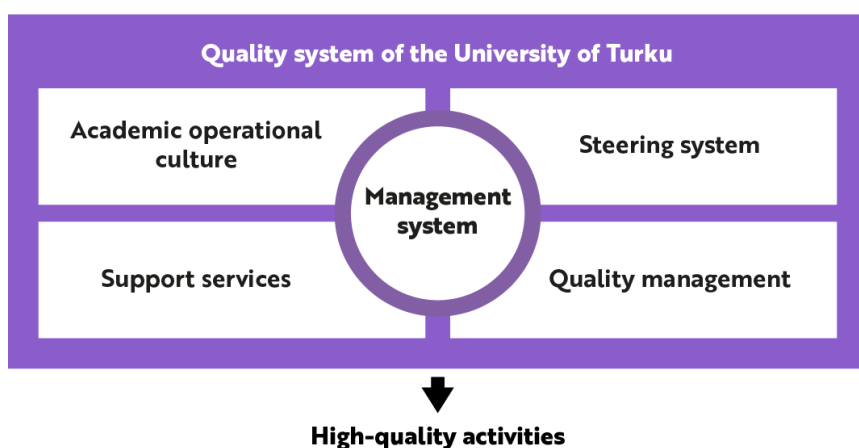 Quality system of the University of Turku
Academic operational
culture
Steering system
Management
system
Support services
Quality management
High-quality activities